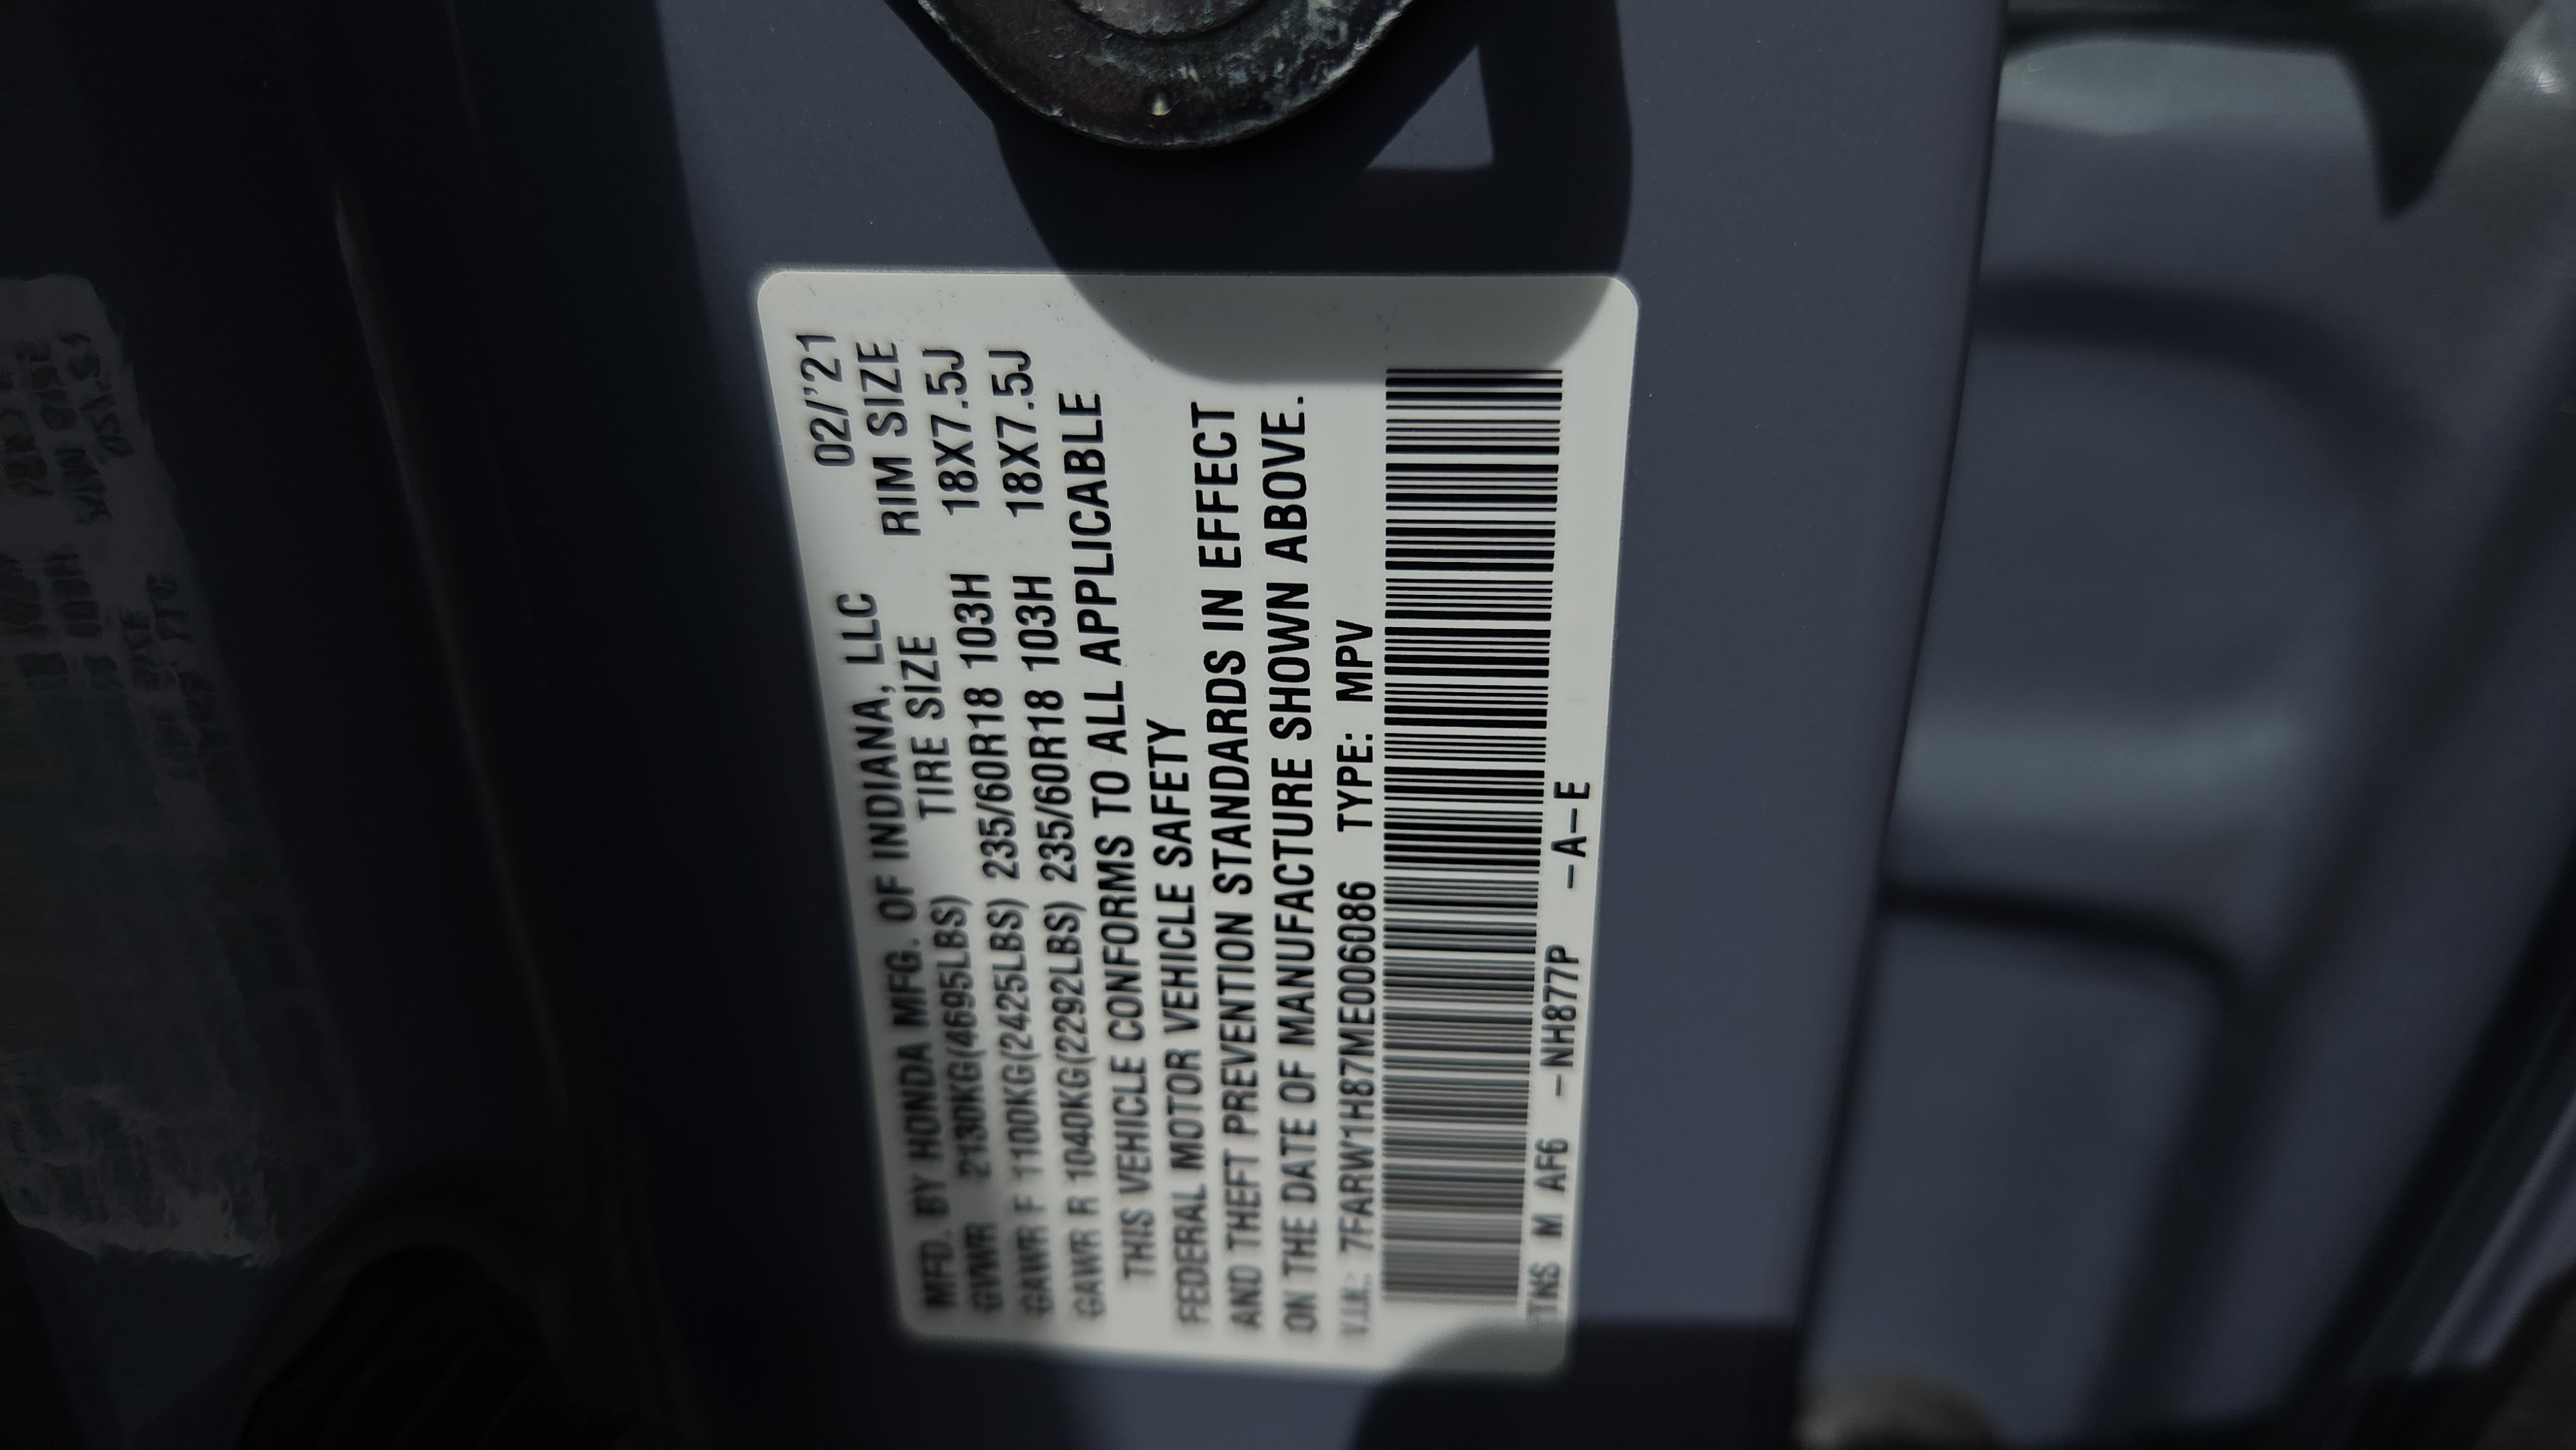 MFD. BY HONDA MFG. OF INDIANA, LLC 02/'21
GVWR 2130KG(4695LBS) TIRE SIZE RIM SIZE
GAWR F 1100KG(2425LBS) 235/60R18 103H 18X7.5J
GAWR R 1040KG(2292LBS) 235/60R18 103H 18X7.5J
THIS VEHICLE CONFORMS TO ALL APPLICABLE
FEDERAL MOTOR VEHICLE SAFETY
AND THEFT PREVENTION STANDARDS IN EFFECT
ON THE DATE OF MANUFACTURE SHOWN ABOVE.
V.I.N.: 7FARW1H87ME006086 TYPE: MPV
TNS M AF6 -NH877P -A-E